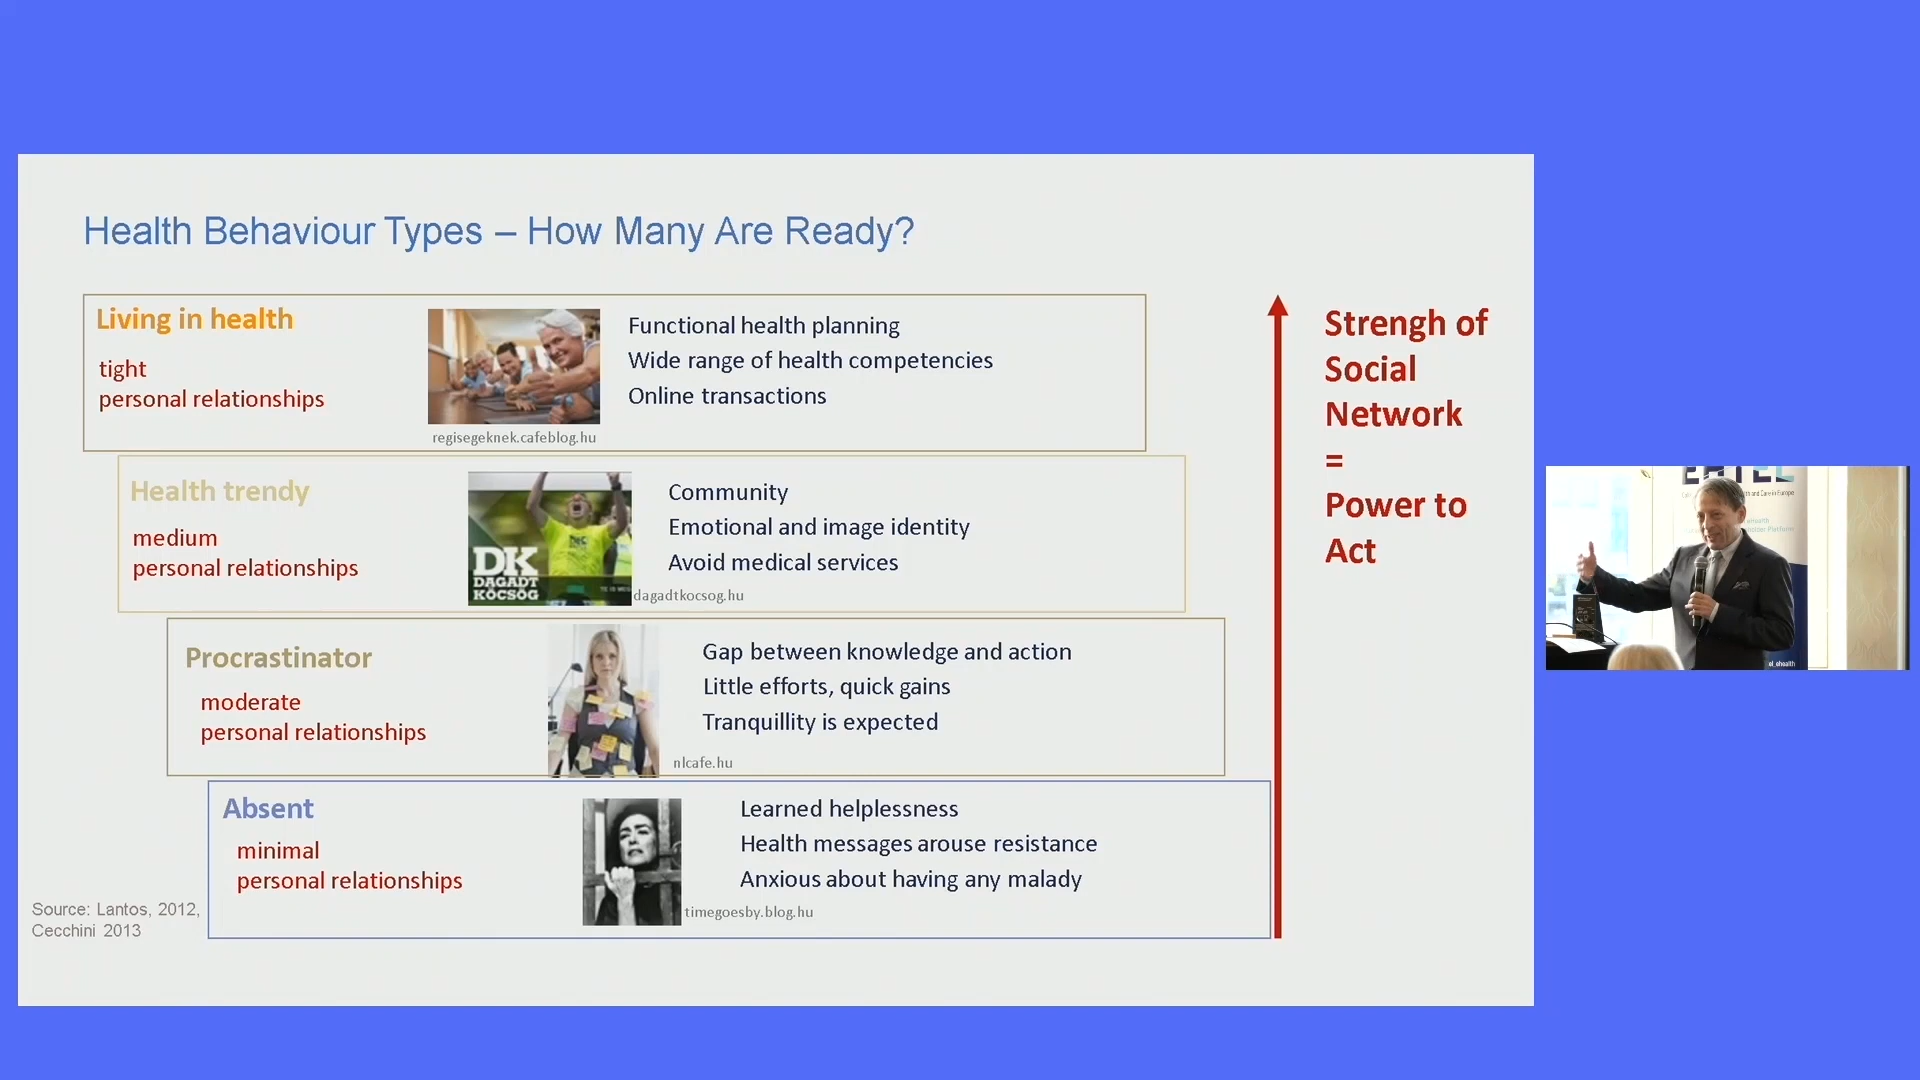 Health Behaviour Types – How Many Are Ready?
Living in health
tight
personal relationships
Functional health planning
Wide range of health competencies
Online transactions
regisegeknek.cafeblog.hu
Health trendy
medium
personal relationships
DK
DAGADT
KÖCSÖG
Community
Emotional and image identity
Avoid medical services
dagadtkocsog.hu
Procrastinator
moderate
personal relationships
Gap between knowledge and action
Little efforts, quick gains
Tranquillity is expected
nlcafe.hu
Absent
minimal
personal relationships
Learned helplessness
Health messages arouse resistance
Anxious about having any malady
timegoesby.blog.hu
Source: Lantos, 2012,
Cecchini 2013
Strengh of
Social
Network
=
Power to
Act